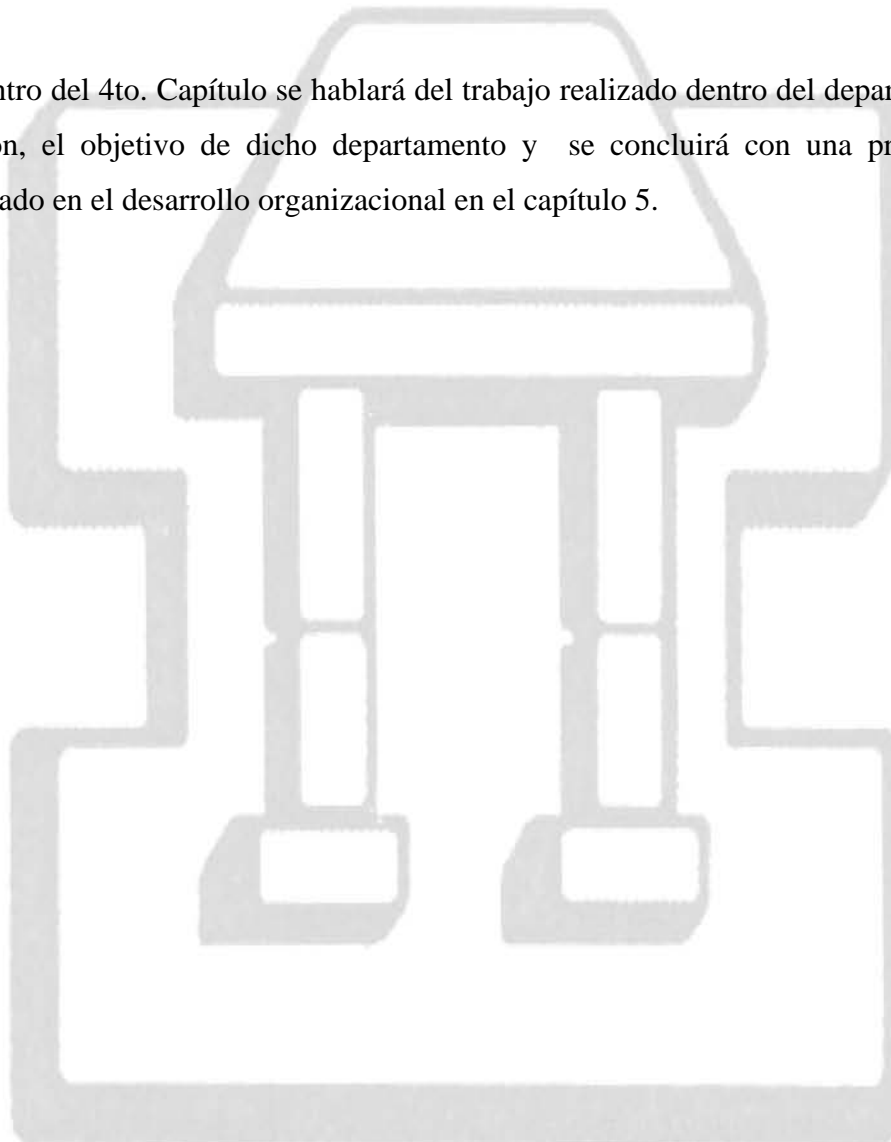 ntro del 4to. Capítulo se hablará del trabajo realizado dentro del depar
n, el objetivo de dicho departamento y se concluirá con una pr
ado en el desarrollo organizacional en el capítulo 5.